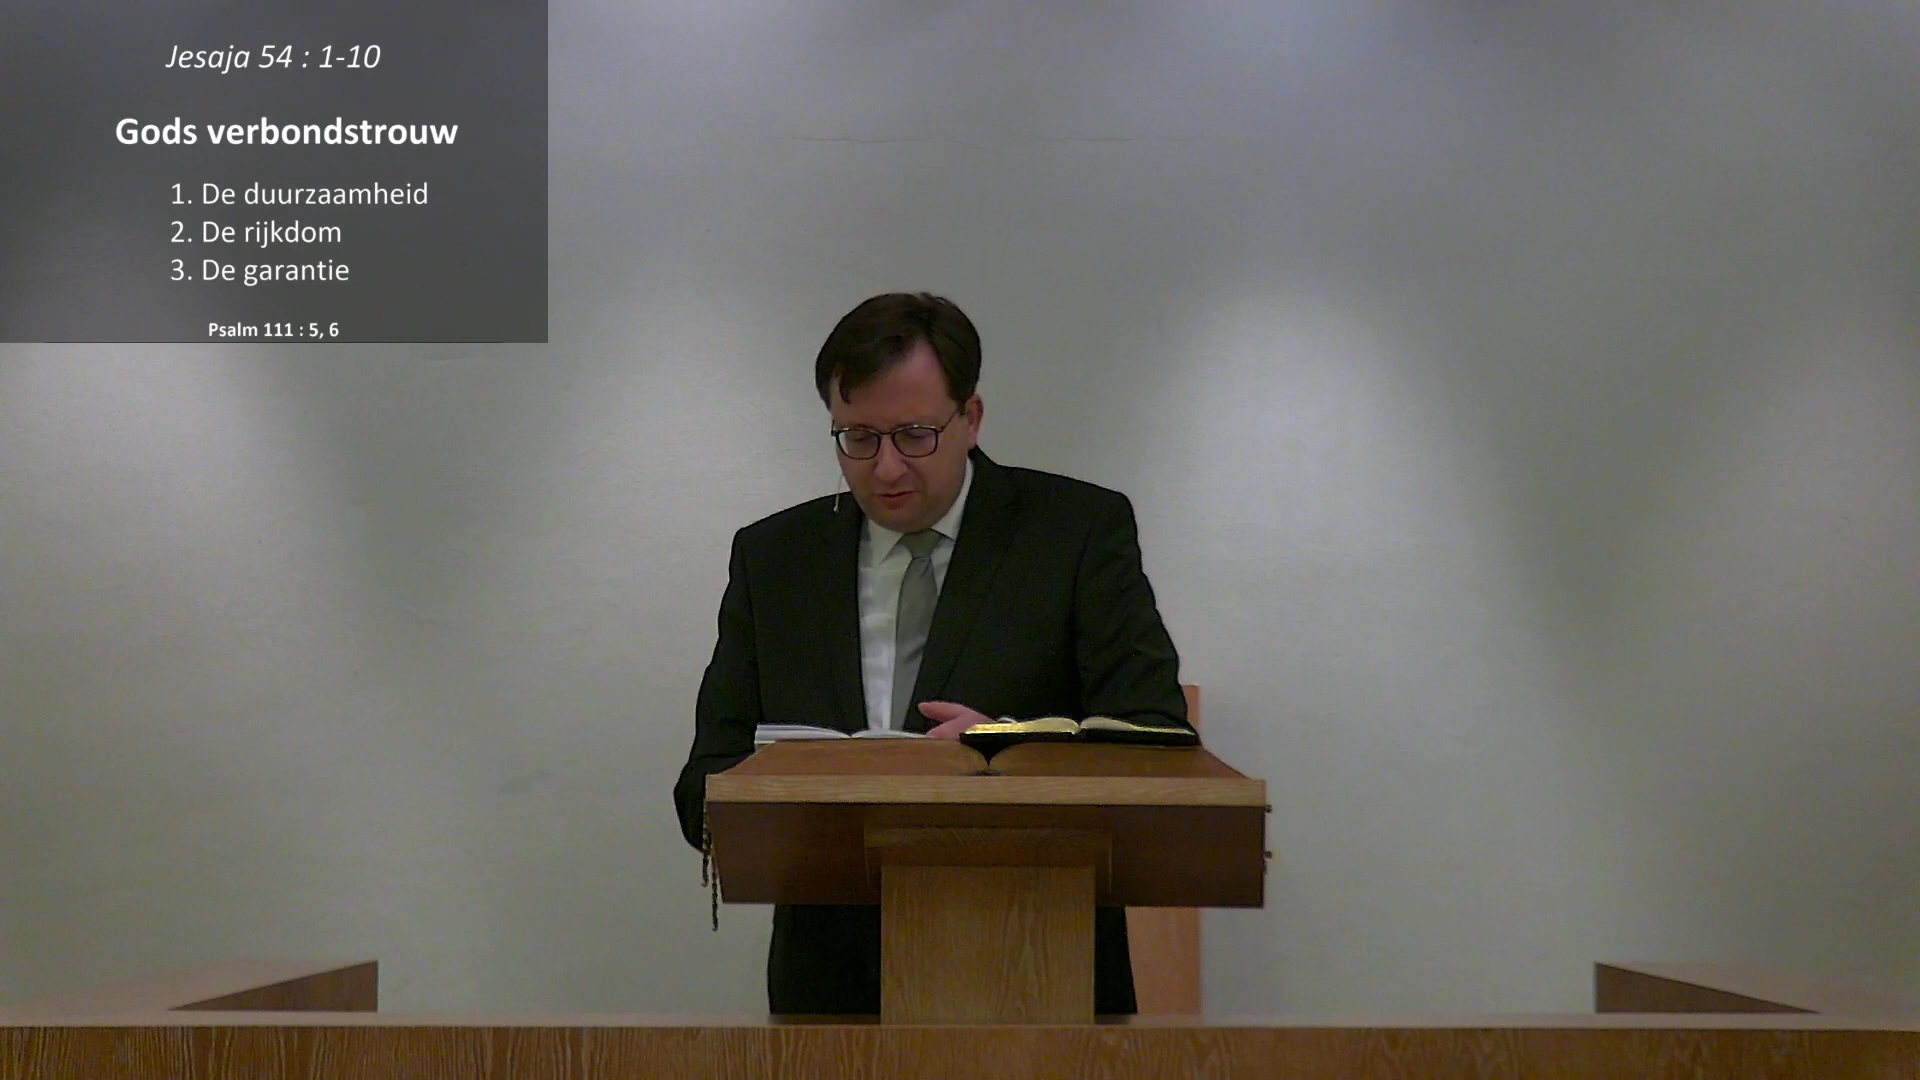 Jesaja 54 : 1-10
Gods verbondstrouw
1. De duurzaamheid
2. De rijkdom
3. De garantie
Psalm 111 : 5, 6